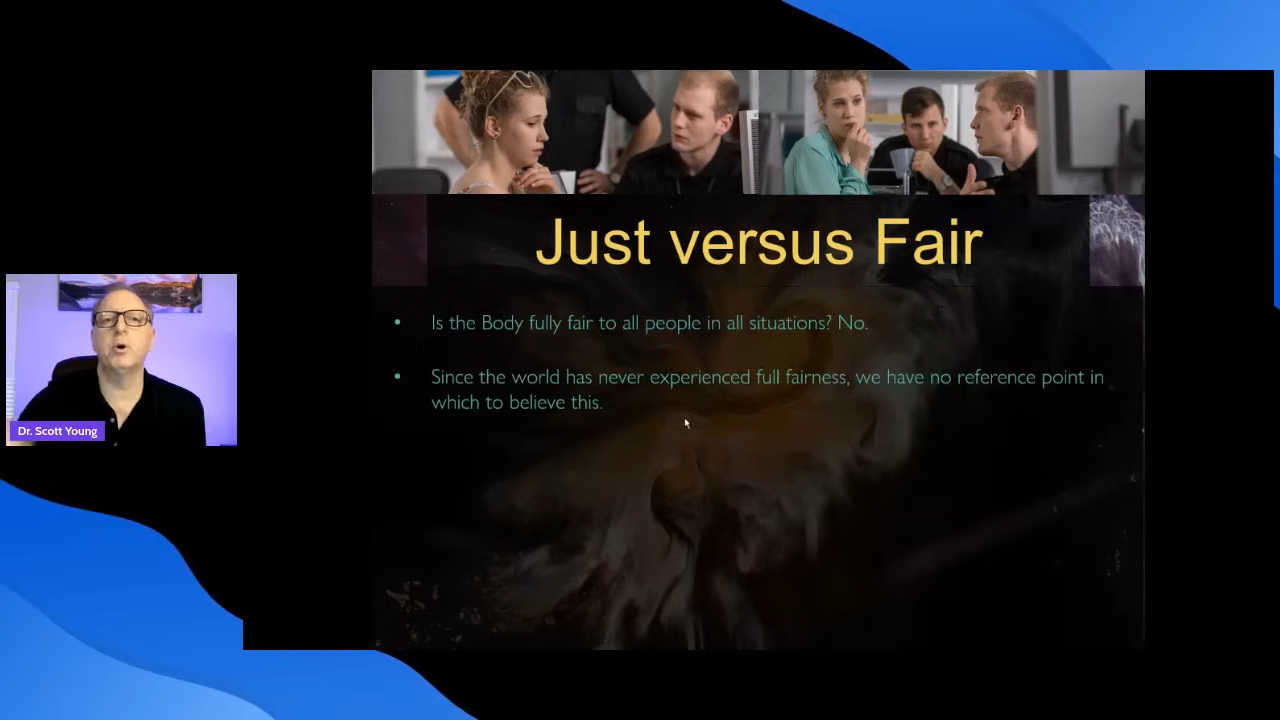 Just versus Fair
• Is the Body fully fair to all people in all situations? No.
• Since the world has never experienced full fairness, we have no reference point in
which to believe this.
Dr. Scott Young